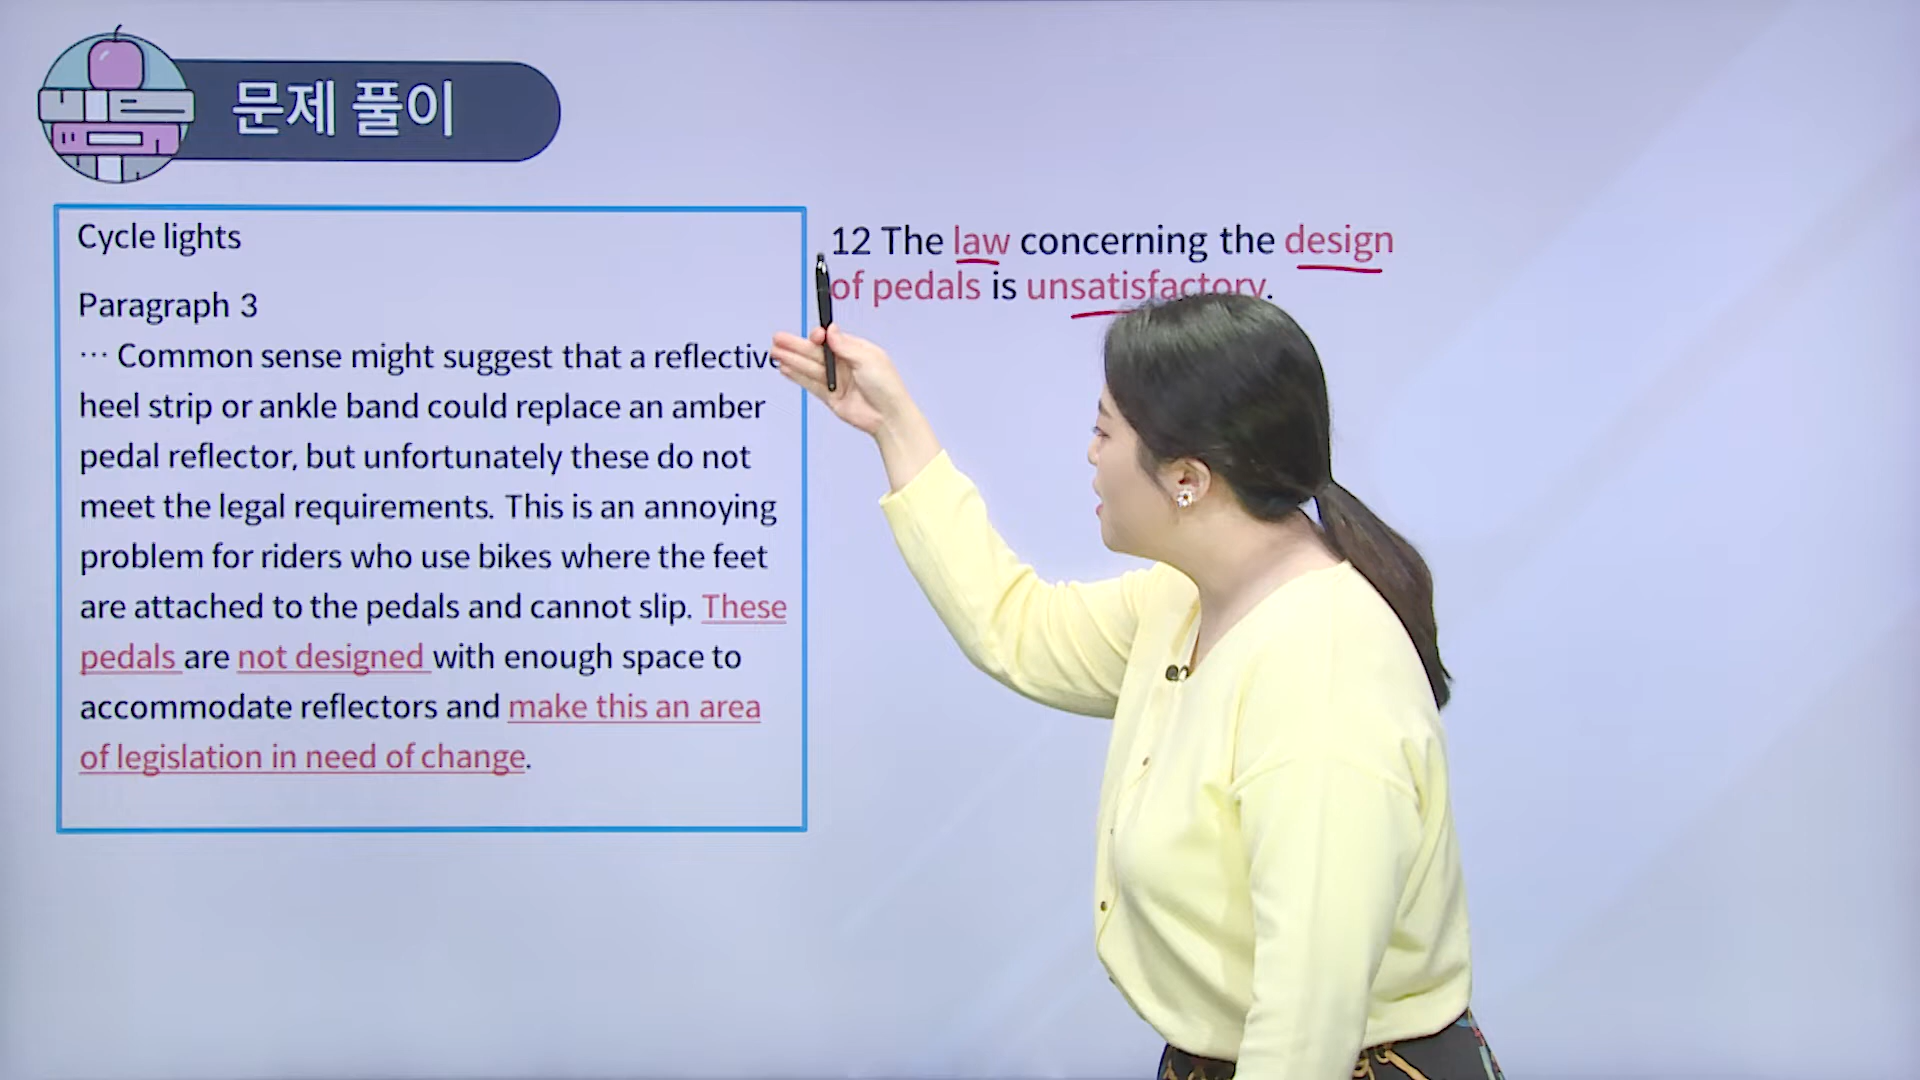 문제 풀이
Cycle lights
Paragraph 3
… Common sense might suggest that a reflective
heel strip or ankle band could replace an amber
pedal reflector, but unfortunately these do not
meet the legal requirements. This is an annoying
problem for riders who use bikes where the feet
are attached to the pedals and cannot slip. These
pedals are not designed with enough space to
accommodate reflectors and make this an area
of legislation in need of change.
12 The law concerning the design
of pedals is unsatisfactory.